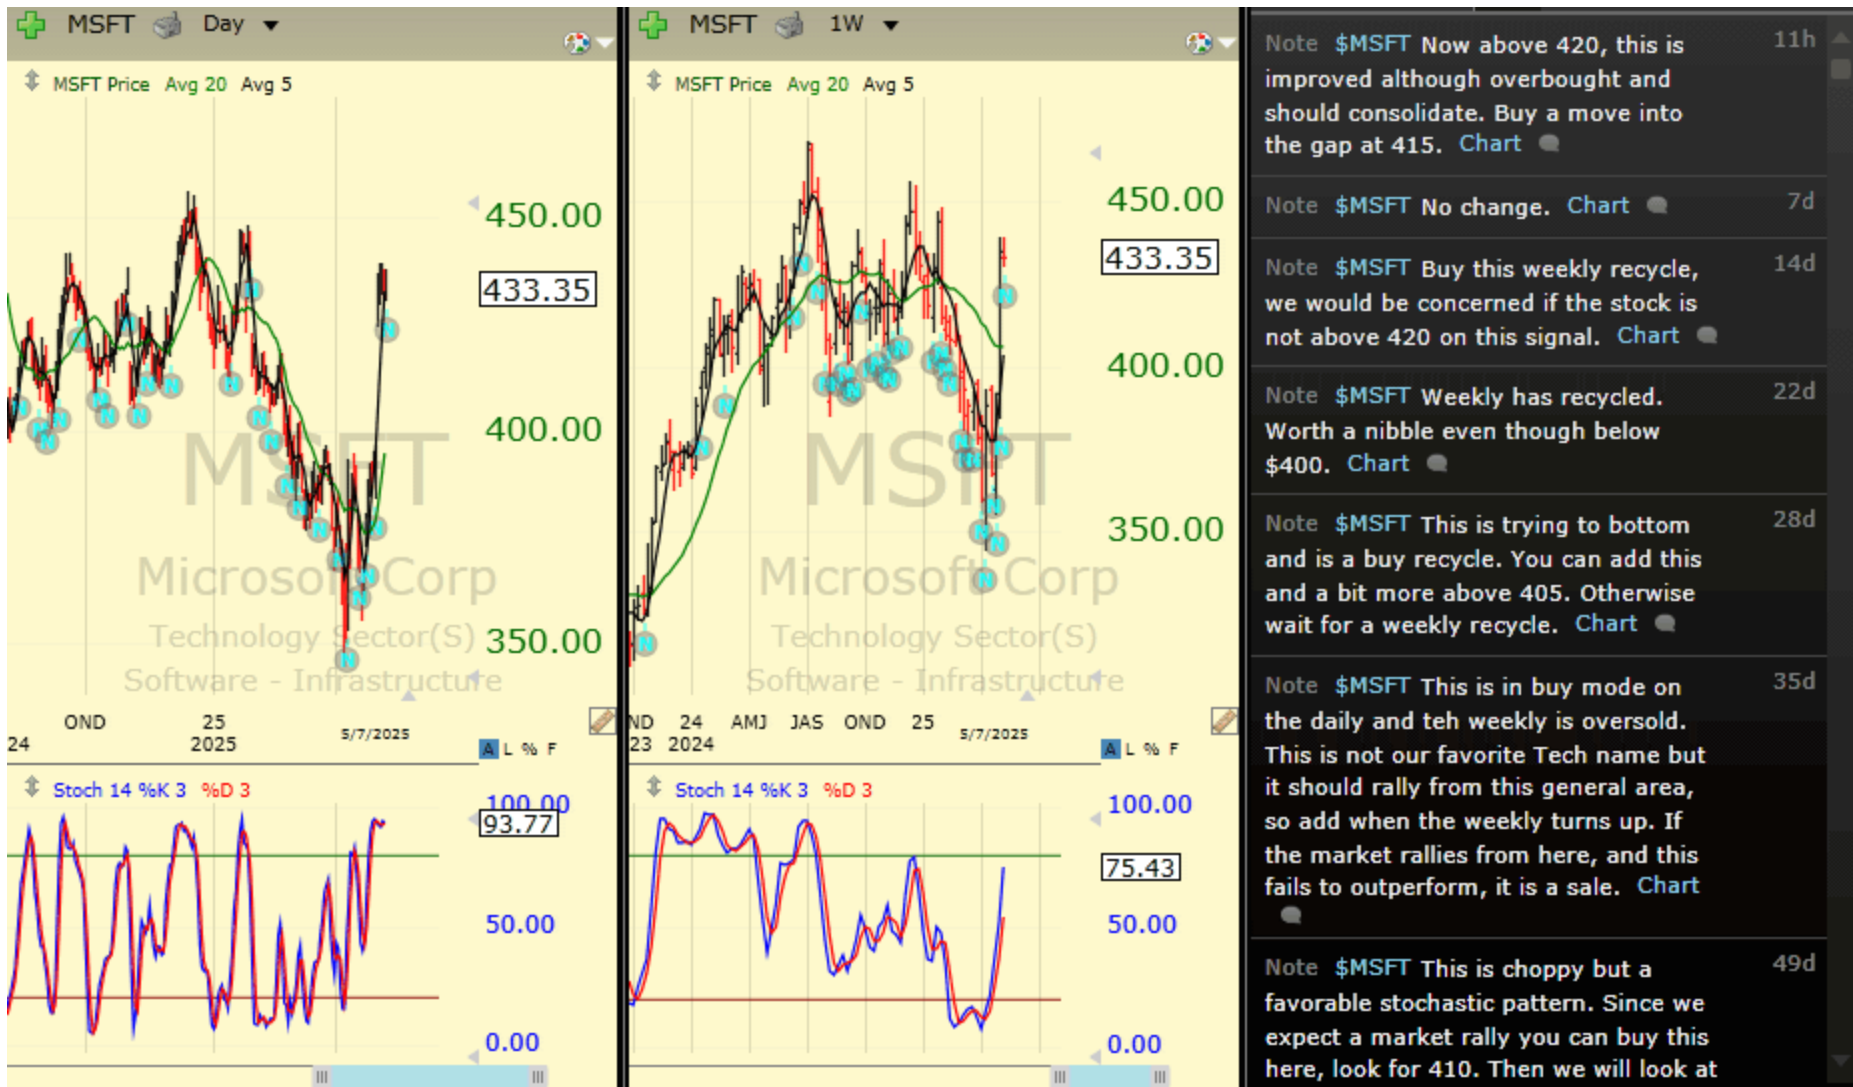 MSFT Day
MSFT Price Avg 20 Avg 5
450.00
433.35
400.00
350.00
MSFT
Microsoft Corp
Technology Sector(S)
Software - Infrastructure
OND 25 5/7/2025
24 2025
A L % F
Stoch 14 %K 3 %D 3
100.00
93.77
50.00
0.00
MSFT 1W
MSFT Price Avg 20 Avg 5
450.00
433.35
400.00
350.00
MSFT
Microsoft Corp
Technology Sector(S)
Software - Infrastructure
ND 24 AMJ JAS OND 25 5/7/2025
23 2024
A L % F
Stoch 14 %K 3 %D 3
100.00
75.43
50.00
0.00
Note $MSFT Now above 420, this is 11h
improved although overbought and
should consolidate. Buy a move into
the gap at 415. Chart
Note $MSFT No change. Chart 7d
Note $MSFT Buy this weekly recycle, 14d
we would be concerned if the stock is
not above 420 on this signal. Chart
Note $MSFT Weekly has recycled. 22d
Worth a nibble even though below
$400. Chart
Note $MSFT This is trying to bottom 28d
and is a buy recycle. You can add this
and a bit more above 405. Otherwise
wait for a weekly recycle. Chart
Note $MSFT This is in buy mode on 35d
the daily and teh weekly is oversold.
This is not our favorite Tech name but
it should rally from this general area,
so add when the weekly turns up. If
the market rallies from here, and this
fails to outperform, it is a sale. Chart
Note $MSFT This is choppy but a 49d
favorable stochastic pattern. Since we
expect a market rally you can buy this
here, look for 410. Then we will look at